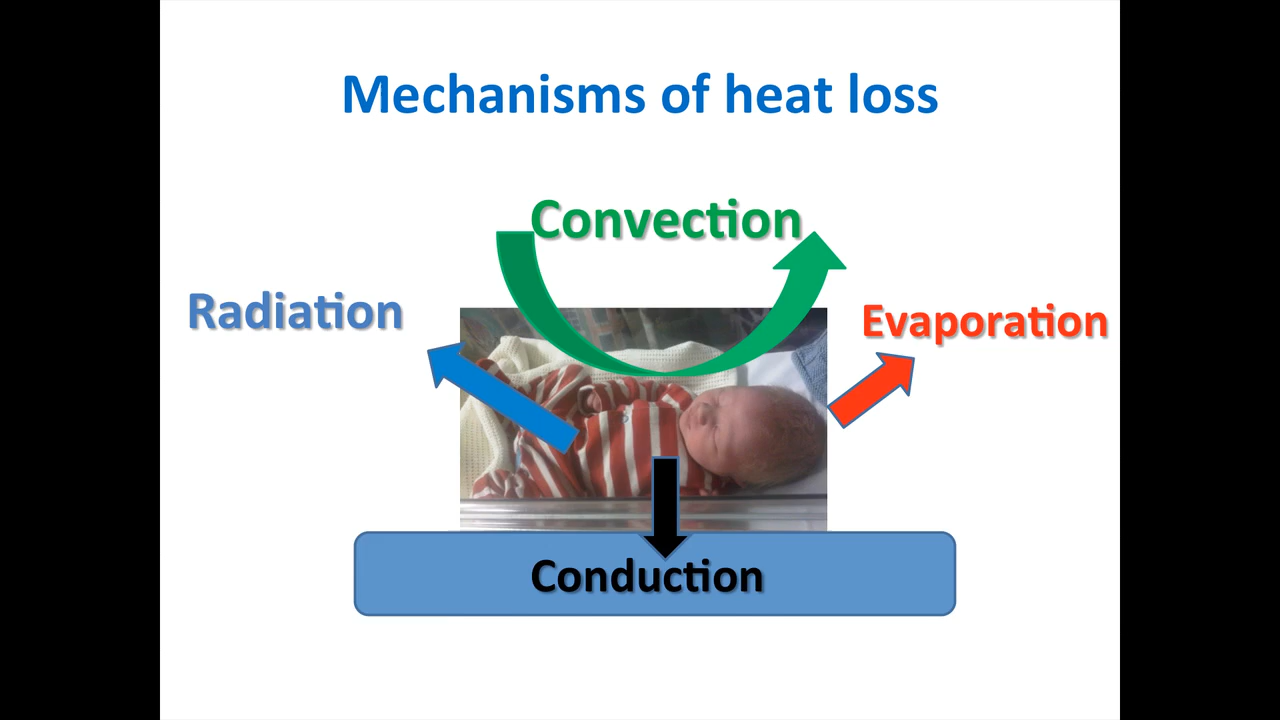 Mechanisms of heat loss
Convection
Radiation
Evaporation
Conduction